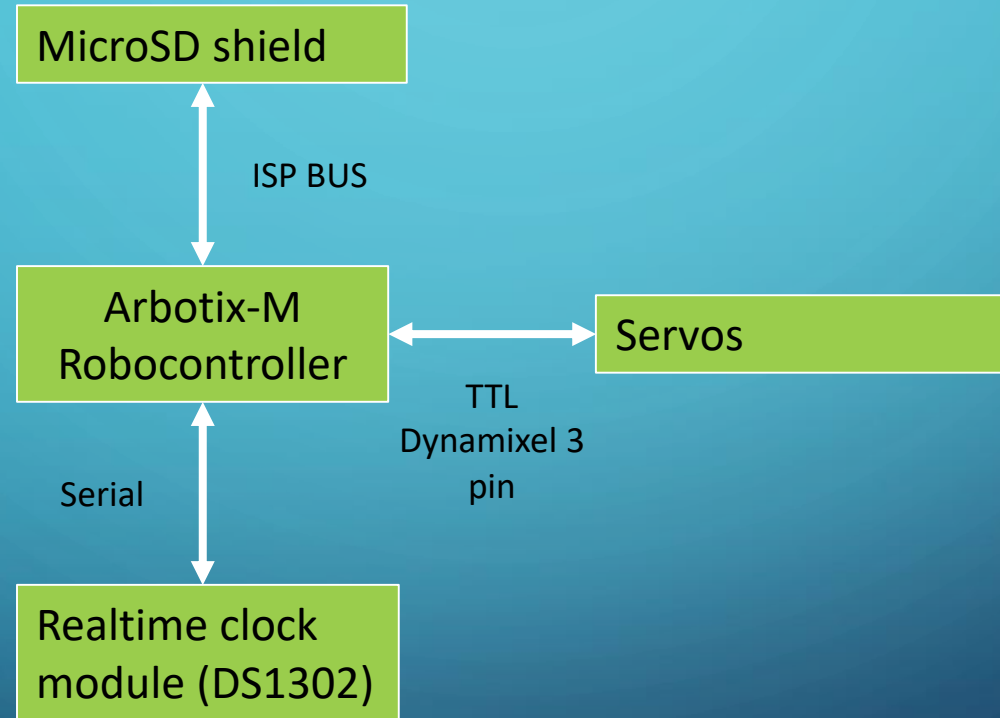 MicroSD shield
ISP BUS
Arbotix-M
Robocontroller
Servos
TTL
Dynamixel 3
pin
Serial
Realtime clock
module (DS1302)